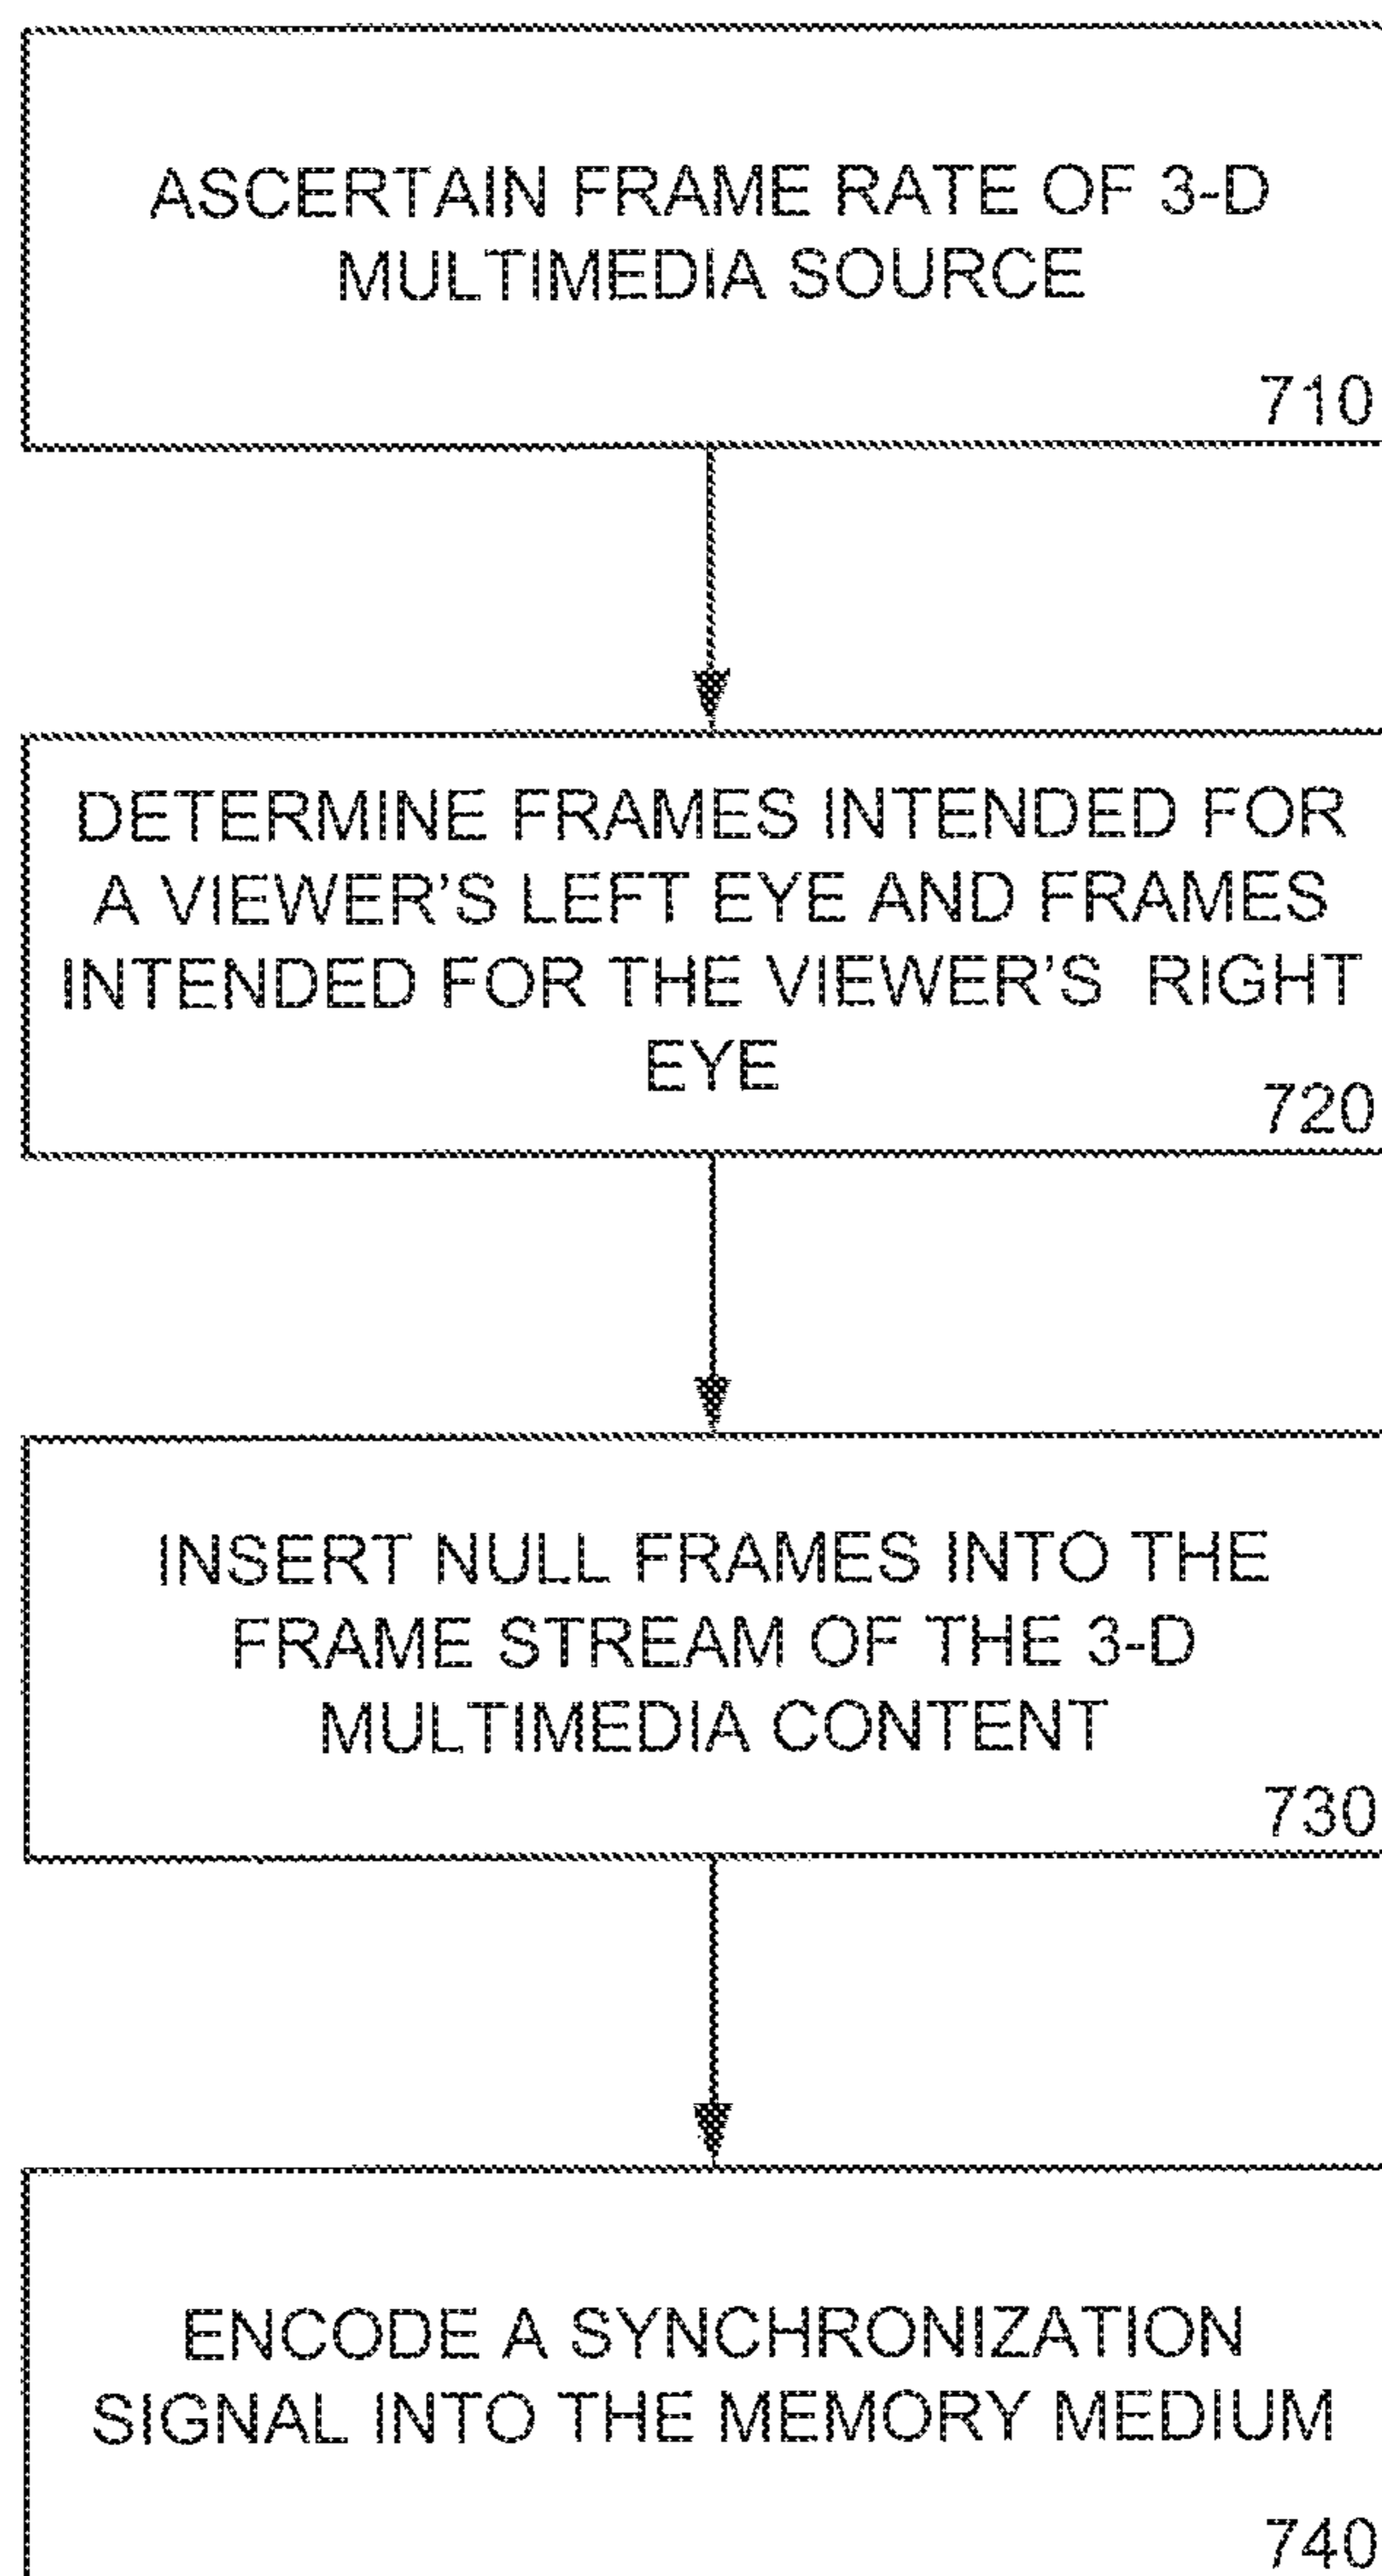 ASCERTAIN FRAME RATE OF 3-D
MULTIMEDIA SOURCE
710
DETERMINE FRAMES INTENDED FOR
A VIEWER'S LEFT EYE AND FRAMES
INTENDED FOR THE VIEWER'S RIGHT
EYE
720
INSERT NULL FRAMES INTO THE
FRAME STREAM OF THE 3-D
MULTIMEDIA CONTENT
730
ENCODE A SYNCHRONIZATION
SIGNAL INTO THE MEMORY MEDIUM
740